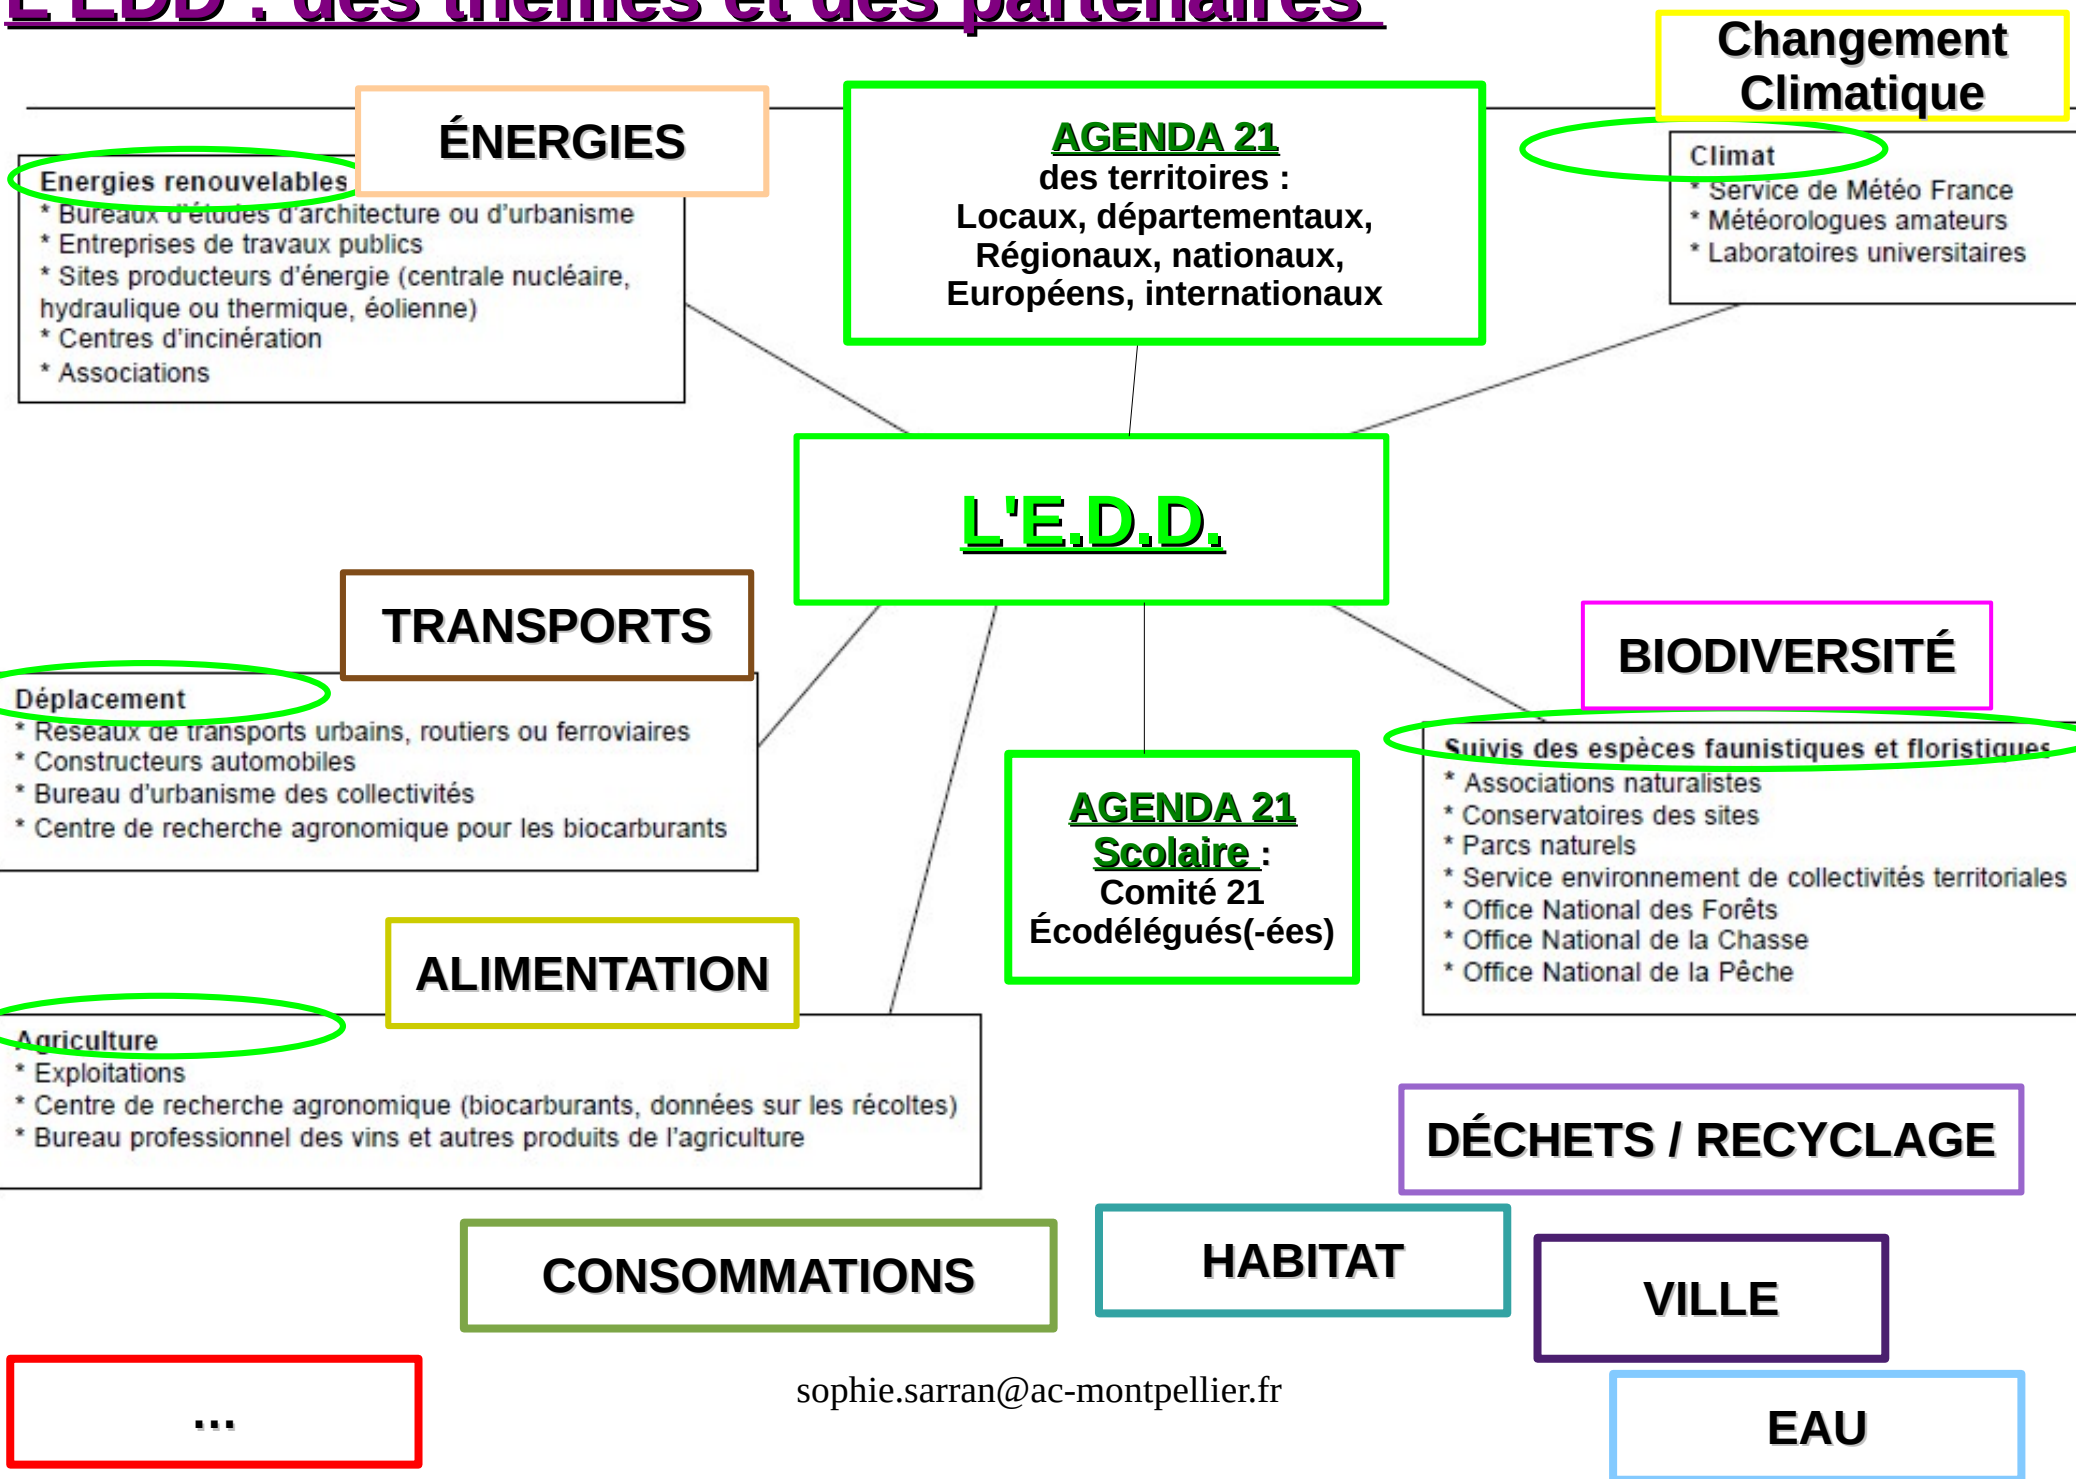 L'EDD : des thèmes et des partenaires
Changement
Climatique
ÉNERGIES
AGENDA 21
des territoires :
Locaux, départementaux,
Régionaux, nationaux,
Européens, internationaux
Energies renouvelables
* Bureaux d'études d'architecture ou d'urbanisme
* Entreprises de travaux publics
* Sites producteurs d'énergie (centrale nucléaire,
hydraulique ou thermique, éolienne)
* Centres d'incinération
* Associations
Climat
* Service de Météo France
* Météorologues amateurs
* Laboratoires universitaires
L'E.D.D.
TRANSPORTS
Déplacement
* Réseaux de transports urbains, routiers ou ferroviaires
* Constructeurs automobiles
* Bureau d'urbanisme des collectivités
* Centre de recherche agronomique pour les biocarburants
BIODIVERSITÉ
Suivis des espèces faunistiques et floristiques
* Associations naturalistes
* Conservatoires des sites
* Parcs naturels
* Service environnement de collectivités territoriales
* Office National des Forêts
* Office National de la Chasse
* Office National de la Pêche
AGENDA 21
Scolaire :
Comité 21
Écodélégués(-ées)
ALIMENTATION
Agriculture
* Exploitations
* Centre de recherche agronomique (biocarburants, données sur les récoltes)
* Bureau professionnel des vins et autres produits de l'agriculture
DÉCHETS / RECYCLAGE
CONSOMMATIONS
HABITAT
VILLE
...
sophie.sarran@ac-montpellier.fr
EAU